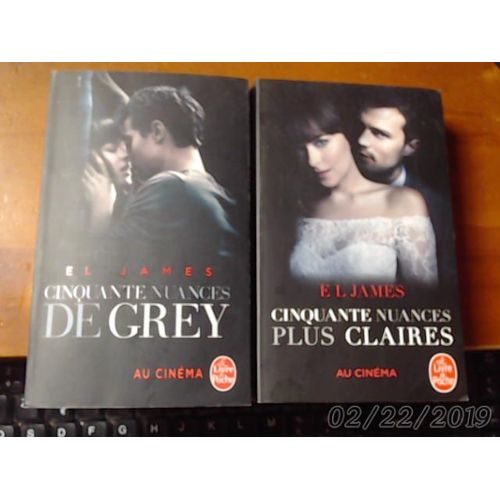 E L JAMES
CINQUANTE NUANCES
DE GREY
AU CINÉMA
Le Livre
de Poche
E L JAMES
CINQUANTE NUANCES
PLUS CLAIRES
AU CINÉMA
Le Livre
de Poche
F G H J K L M
02/22/2019